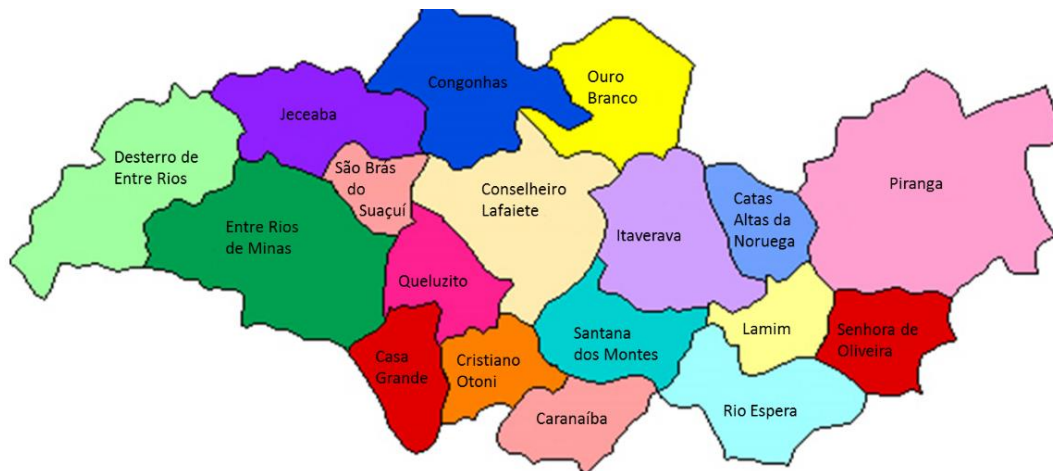 Congonhas
Ouro
Branco
Jeceaba
Desterro de
Entre Rios
São Brás
do
Suaçuí
Conselheiro
Lafaiete
Catas
Altas da
Noruega
Piranga
Entre Rios
de Minas
Itaverava
Queluzito
Santana
dos Montes
Lamim
Senhora de
Oliveira
Casa
Grande
Cristiano
Otoni
Caranaíba
Rio Espera